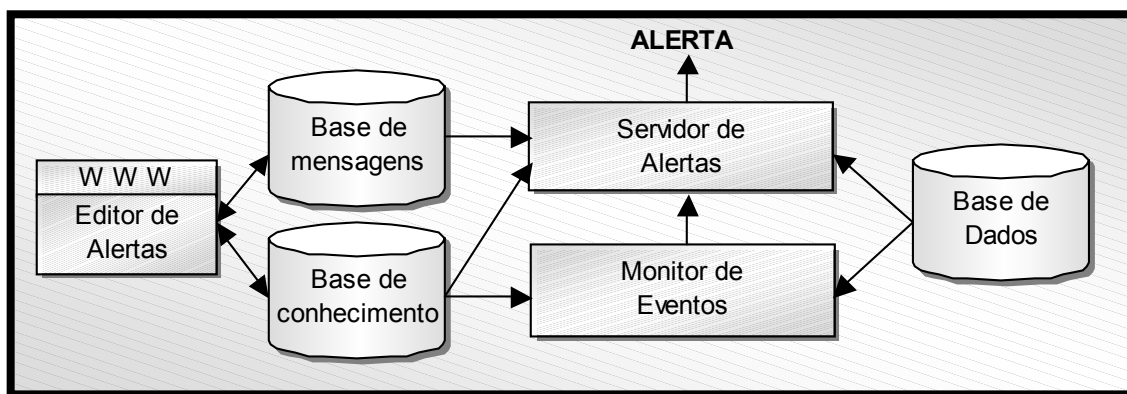 ALERTA
Base de
mensagens
Servidor de
Alertas
W W W
Editor de
Alertas
Base de
Dados
Base de
conhecimento
Monitor de
Eventos